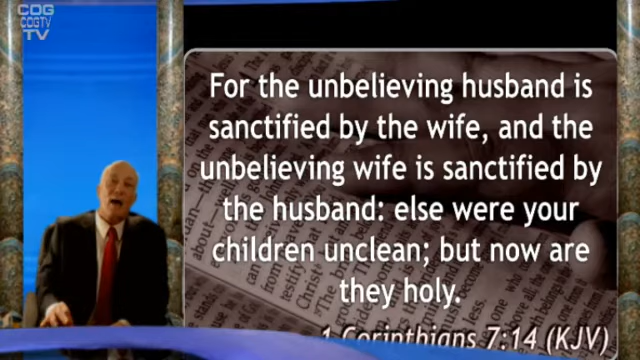 COGTV
TV
For the unbelieving husband is
sanctified by the wife, and the
unbelieving wife is sanctified by
the husband: else were your
children unclean; but now are
they holy.
1 Corinthians 7:14 (KJV)